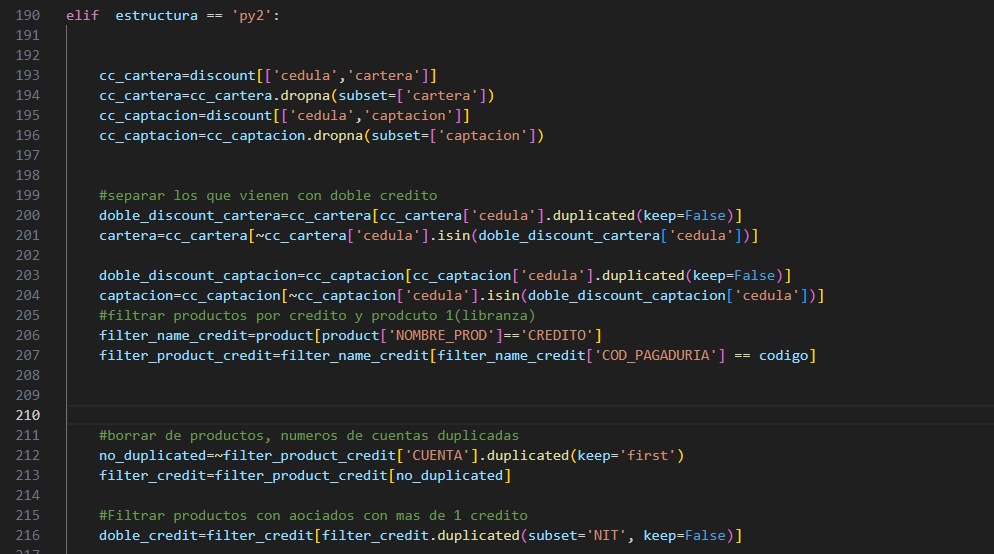 190 elif  estructura == 'py2':
191
192
193     cc_cartera=discount[['cedula','cartera']]
194     cc_cartera=cc_cartera.dropna(subset=['cartera'])
195     cc_captacion=discount[['cedula','captacion']]
196     cc_captacion=cc_captacion.dropna(subset=['captacion'])
197
198
199     #separar los que vienen con doble credito
200     doble_discount_cartera=cc_cartera[cc_cartera['cedula'].duplicated(keep=False)]
201     cartera=cc_cartera[~cc_cartera['cedula'].isin(doble_discount_cartera['cedula'])]
202
203     doble_discount_captacion=cc_captacion[cc_captacion['cedula'].duplicated(keep=False)]
204     captacion=cc_captacion[~cc_captacion['cedula'].isin(doble_discount_captacion['cedula'])]
205     #filtrar productos por credito y prodcuto 1(libranza)
206     filter_name_credit=product[product['NOMBRE_PROD']=='CREDITO']
207     filter_product_credit=filter_name_credit[filter_name_credit['COD_PAGADURIA'] == codigo]
208
209
210
211     #borrar de productos, numeros de cuentas duplicadas
212     no_duplicated=~filter_product_credit['CUENTA'].duplicated(keep='first')
213     filter_credit=filter_product_credit[no_duplicated]
214
215     #Filtrar productos con aociados con mas de 1 credito
216     doble_credit=filter_credit[filter_credit.duplicated(subset='NIT', keep=False)]